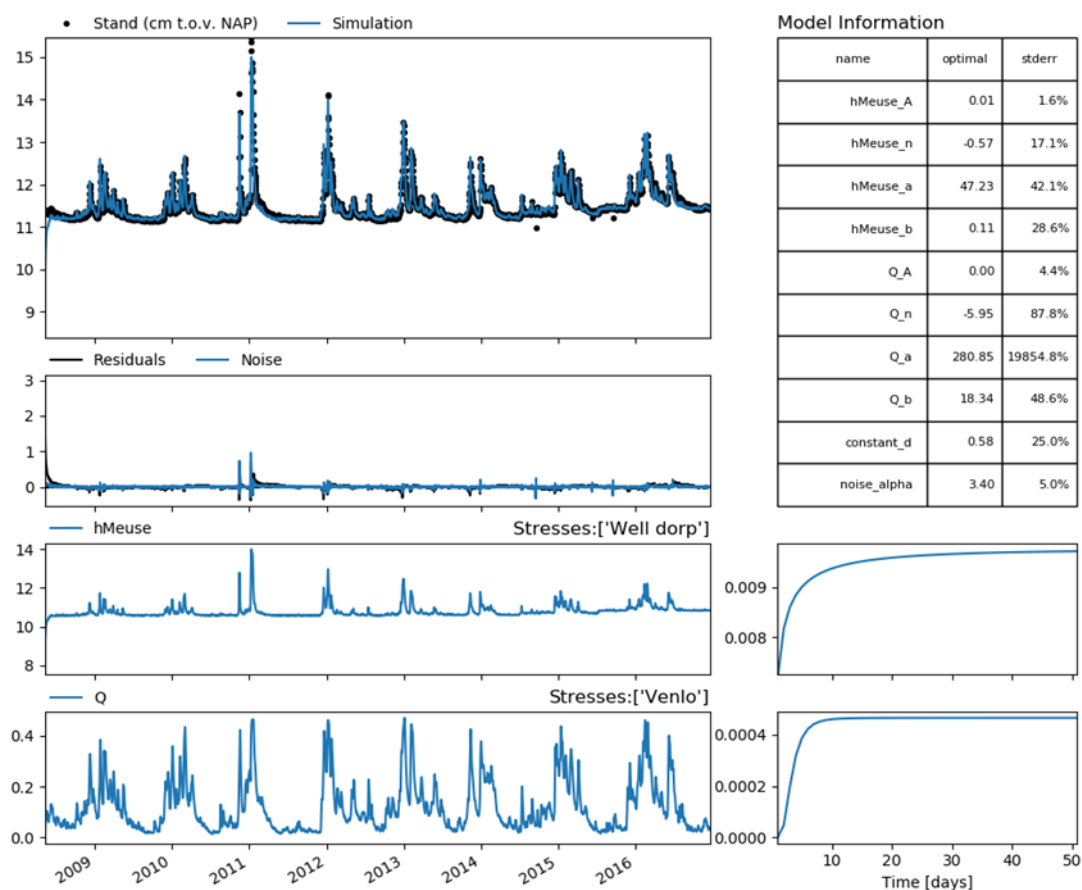 Stand (cm t.o.v. NAP) Simulation
15
14
13
12
11
10
9
Residuals Noise
3
2
1
0
hMeuse Stresses:['Well dorp']
14
12
10
8
Q Stresses:['Venlo']
0.4
0.2
0.0
2009 2010 2011 2012 2013 2014 2015 2016
Model Information
name optimal stderr
hMeuse_A 0.01 1.6%
hMeuse_n -0.57 17.1%
hMeuse_a 47.23 42.1%
hMeuse_b 0.11 28.6%
Q_A 0.00 4.4%
Q_n -5.95 87.8%
Q_a 280.85 19854.8%
Q_b 18.34 48.6%
constant_d 0.58 25.0%
noise_alpha 3.40 5.0%
0.009
0.008
0.0004
0.0002
0.0000
10 20 30 40 50
Time [days]